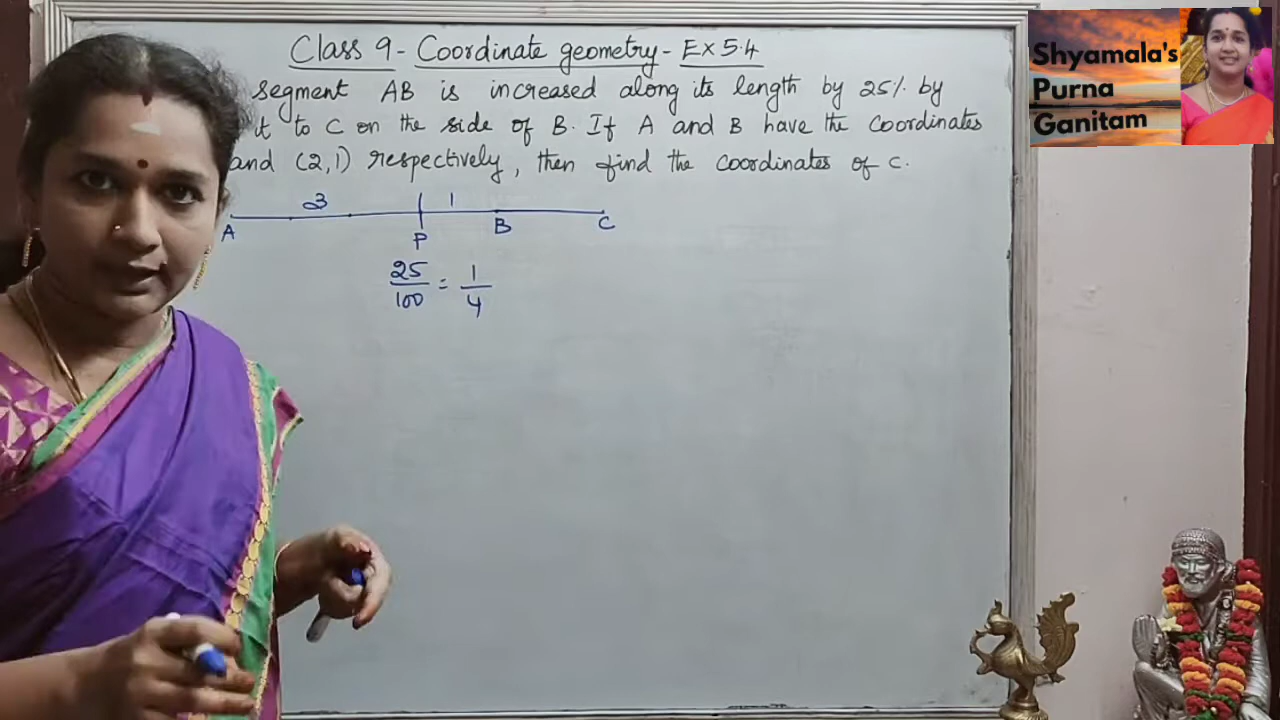 Class 9 - Coordinate geometry - Ex 5.4
segment AB is increased along its length by 25% by
it to C on the side of B. If A and B have the coordinates
and (2,1) respectively, then find the coordinates of C.
3 1
A P B C
25/100 = 1/4
Shyamala's
Purna
Ganitam